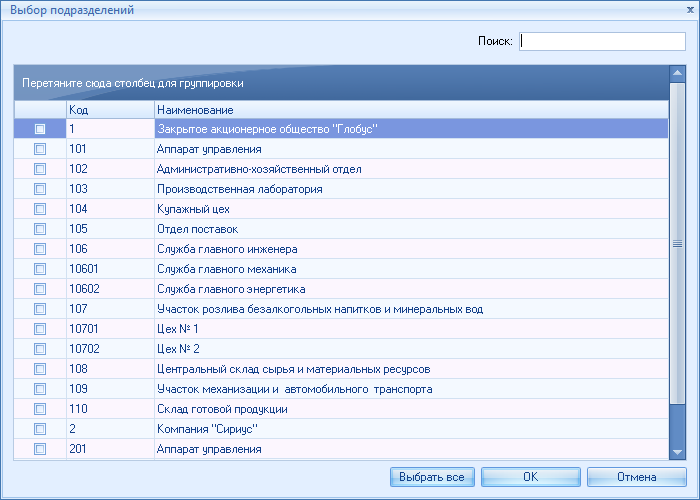 Выбор подразделений
Поиск:
Перетяните сюда столбец для группировки
Код Наименование
1 Закрытое акционерное общество "Глобус"
101 Аппарат управления
102 Административно-хозяйственный отдел
103 Производственная лаборатория
104 Купажный цех
105 Отдел поставок
106 Служба главного инженера
10601 Служба главного механика
10602 Служба главного энергетика
107 Участок розлива безалкогольных напитков и минеральных вод
10701 Цех № 1
10702 Цех № 2
108 Центральный склад сырья и материальных ресурсов
109 Участок механизации и автомобильного транспорта
110 Склад готовой продукции
2 Компания "Сириус"
201 Аппарат управления
Выбрать все OK Отмена